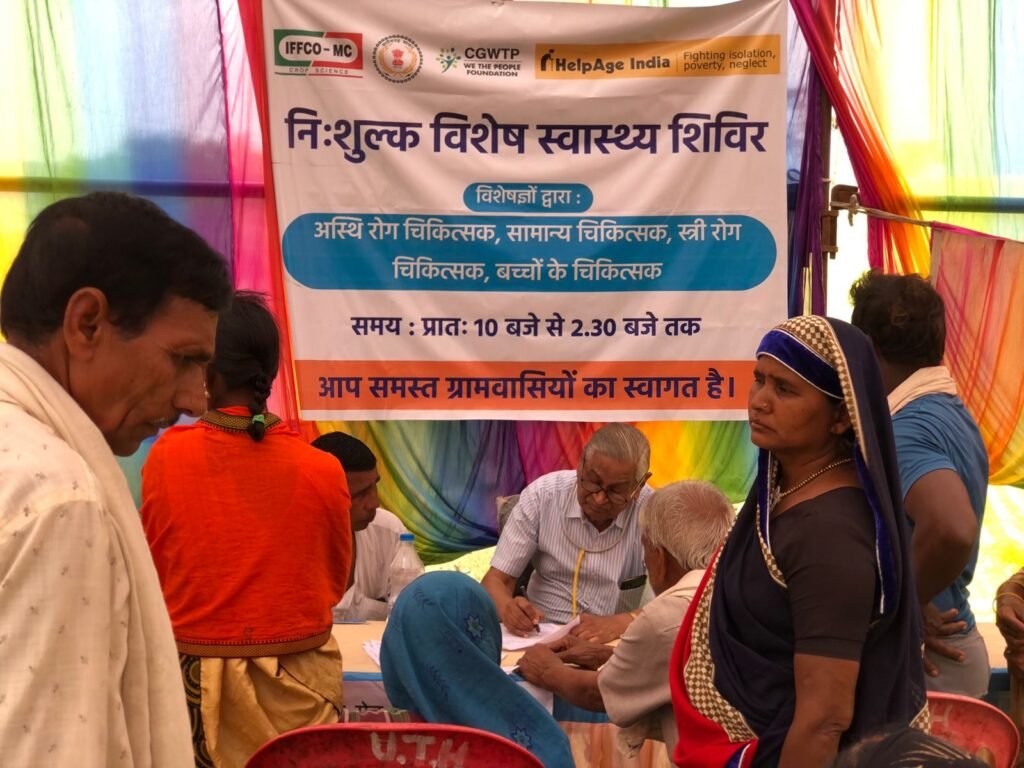 IFFCO - MC
CROP SCIENCE
CGWTP
WE THE PEOPLE
FOUNDATION
HelpAge India
Fighting isolation,
poverty, neglect
निःशुल्क विशेष स्वास्थ्य शिविर
विशेषज्ञों द्वारा :
अस्थि रोग चिकित्सक, सामान्य चिकित्सक, स्त्री रोग
चिकित्सक, बच्चों के चिकित्सक
समय : प्रातः 10 बजे से 2.30 बजे तक
आप समस्त ग्रामवासियों का स्वागत है।
U.T.H